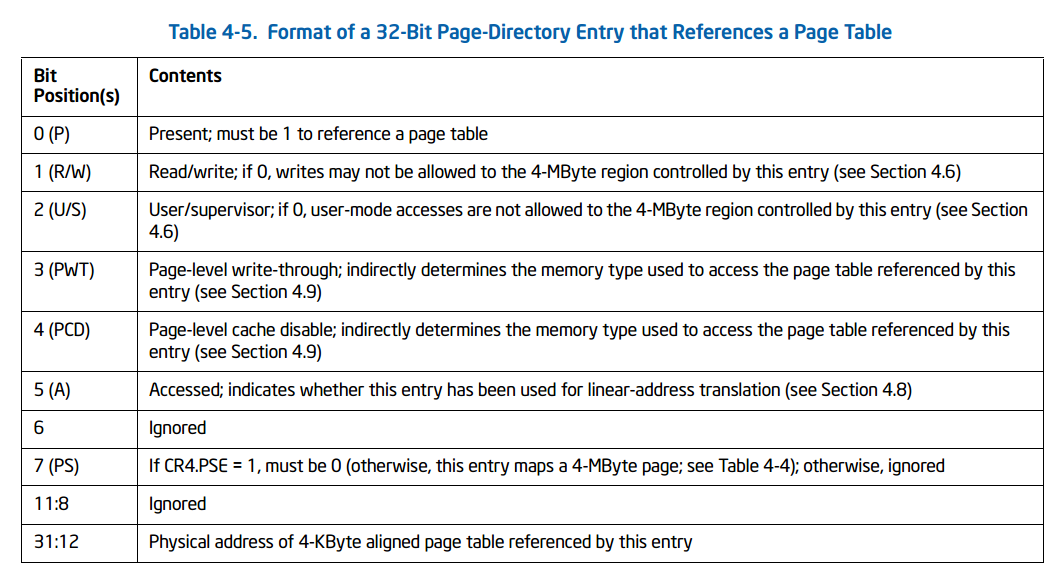 Table 4-5. Format of a 32-Bit Page-Directory Entry that References a Page Table
Bit
Position(s)
Contents
0 (P)
Present; must be 1 to reference a page table
1 (R/W)
Read/write; if 0, writes may not be allowed to the 4-MByte region controlled by this entry (see Section 4.6)
2 (U/S)
User/supervisor; if 0, user-mode accesses are not allowed to the 4-MByte region controlled by this entry (see Section
4.6)
3 (PWT)
Page-level write-through; indirectly determines the memory type used to access the page table referenced by this
entry (see Section 4.9)
4 (PCD)
Page-level cache disable; indirectly determines the memory type used to access the page table referenced by this
entry (see Section 4.9)
5 (A)
Accessed; indicates whether this entry has been used for linear-address translation (see Section 4.8)
6
Ignored
7 (PS)
If CR4.PSE = 1, must be 0 (otherwise, this entry maps a 4-MByte page; see Table 4-4); otherwise, ignored
11:8
Ignored
31:12
Physical address of 4-KByte aligned page table referenced by this entry